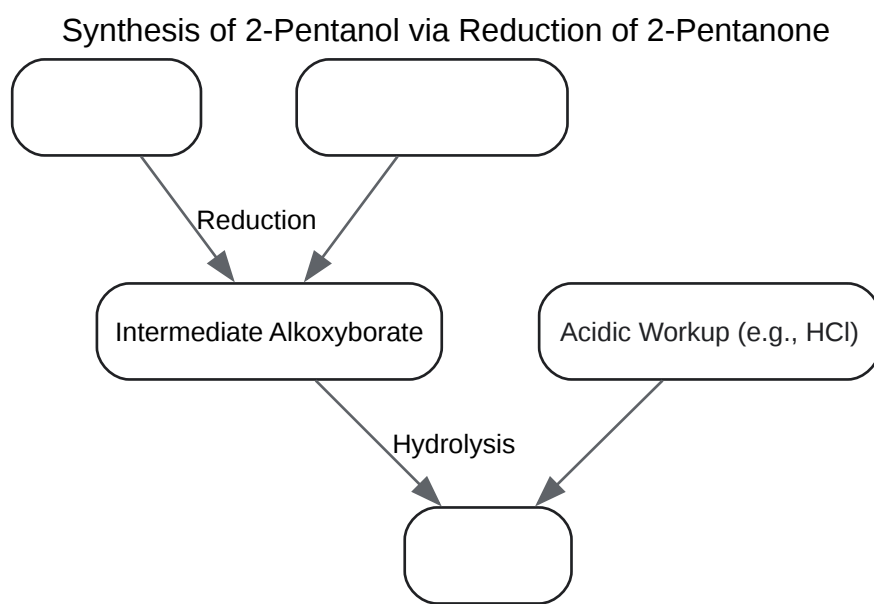 Synthesis of 2-Pentanol via Reduction of 2-Pentanone
Reduction
Intermediate Alkoxyborate
Acidic Workup (e.g., HCl)
Hydrolysis